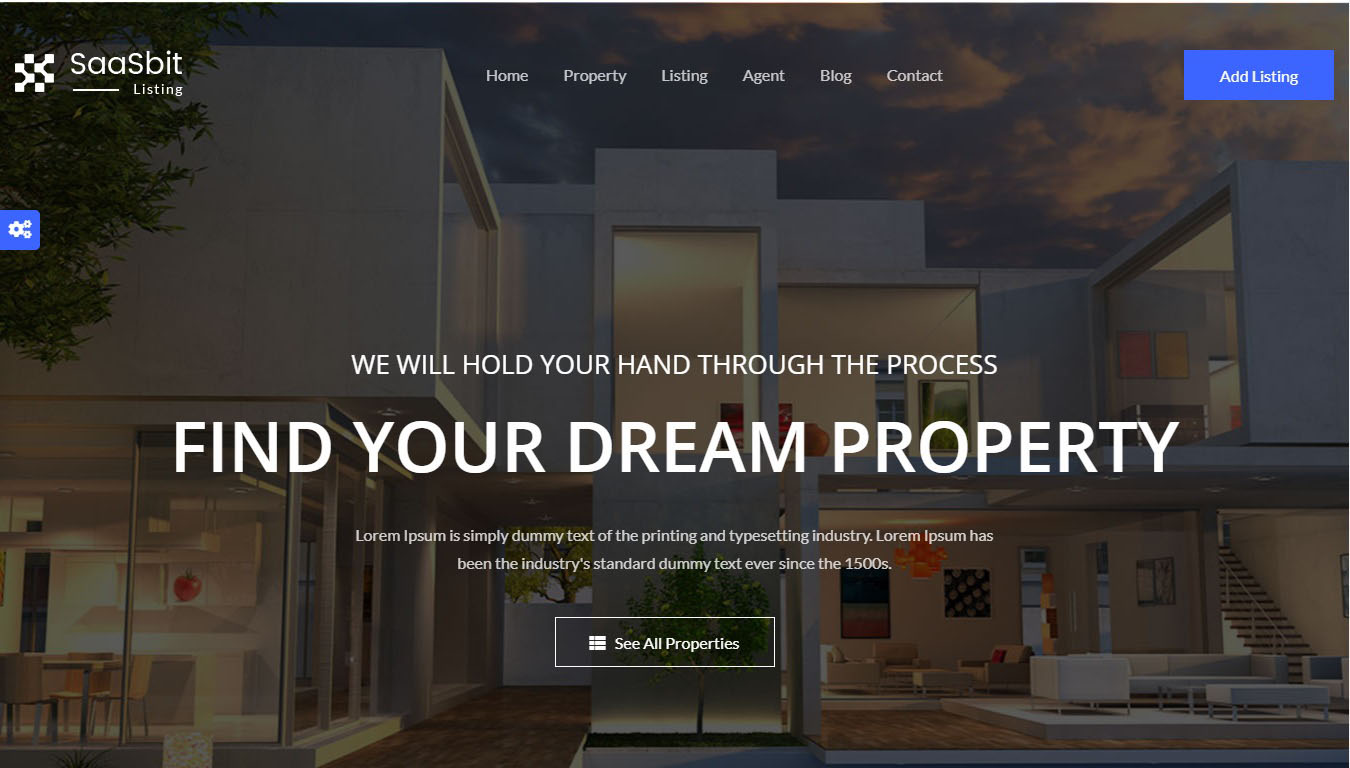 SaaSbit
Listing
Home Property Listing Agent Blog Contact
Add Listing
WE WILL HOLD YOUR HAND THROUGH THE PROCESS
FIND YOUR DREAM PROPERTY
Lorem Ipsum is simply dummy text of the printing and typesetting industry. Lorem Ipsum has
been the industry's standard dummy text ever since the 1500s.
See All Properties